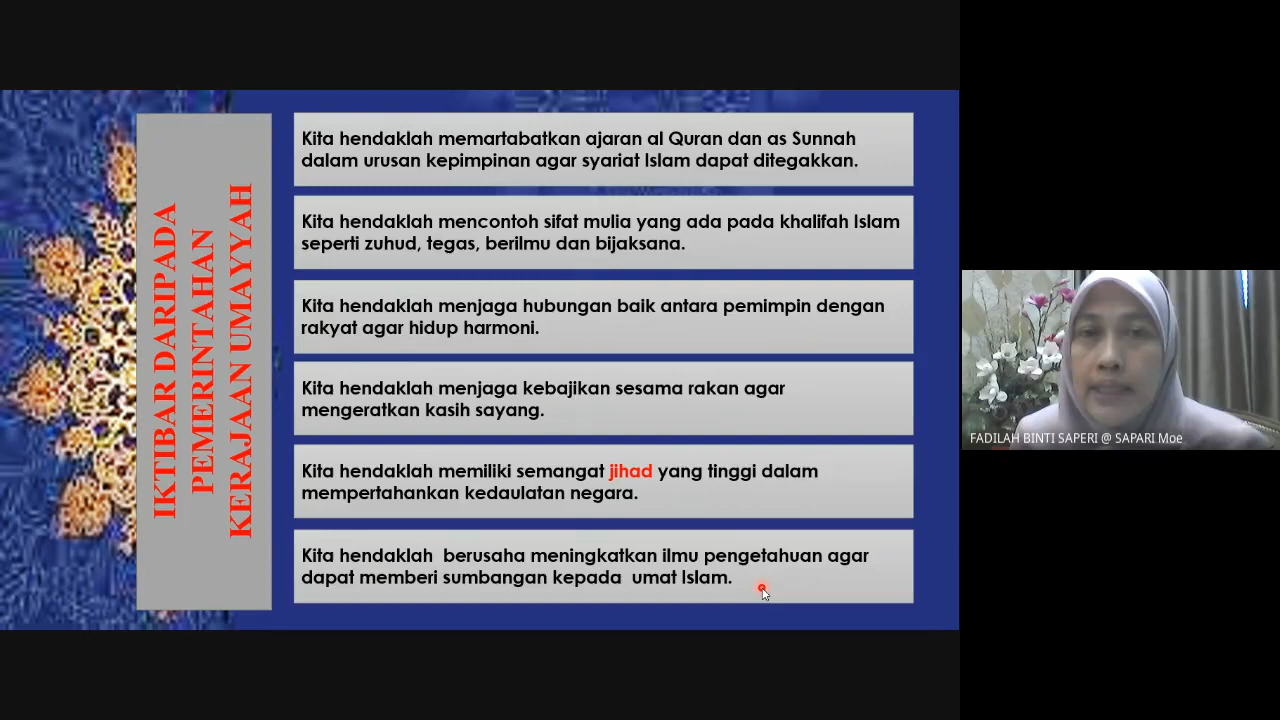 IKTIBAR DARIPADA
PEMERINTAHAN
KERAJAAN UMAYYAH
Kita hendaklah memartabatkan ajaran al Quran dan as Sunnah
dalam urusan kepimpinan agar syariat Islam dapat ditegakkan.
Kita hendaklah mencontoh sifat mulia yang ada pada khalifah Islam
seperti zuhud, tegas, berilmu dan bijaksana.
Kita hendaklah menjaga hubungan baik antara pemimpin dengan
rakyat agar hidup harmoni.
Kita hendaklah menjaga kebajikan sesama rakan agar
mengeratkan kasih sayang.
Kita hendaklah memiliki semangat jihad yang tinggi dalam
mempertahankan kedaulatan negara.
Kita hendaklah berusaha meningkatkan ilmu pengetahuan agar
dapat memberi sumbangan kepada umat Islam.
FADILAH BINTI SAPERI @ SAPARI Moe